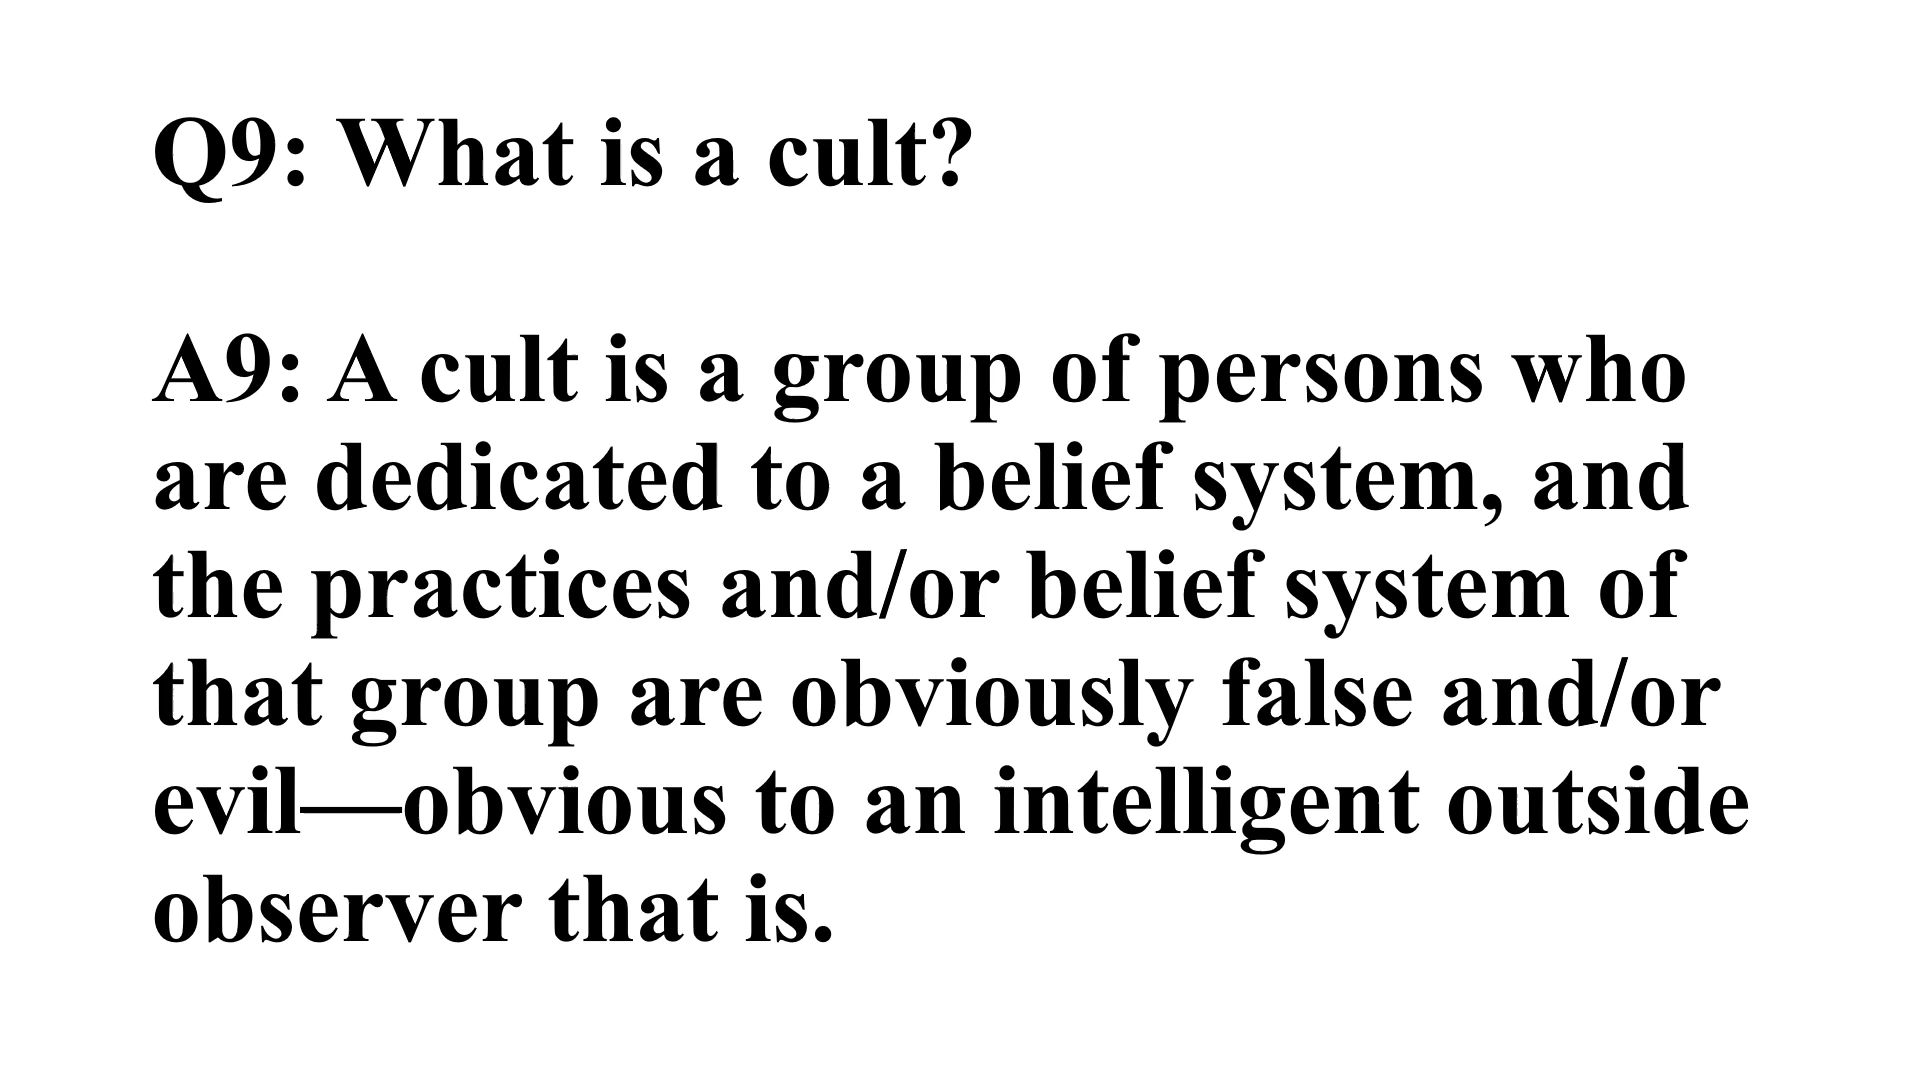 Q9: What is a cult?
A9: A cult is a group of persons who
are dedicated to a belief system, and
the practices and/or belief system of
that group are obviously false and/or
evil—obvious to an intelligent outside
observer that is.